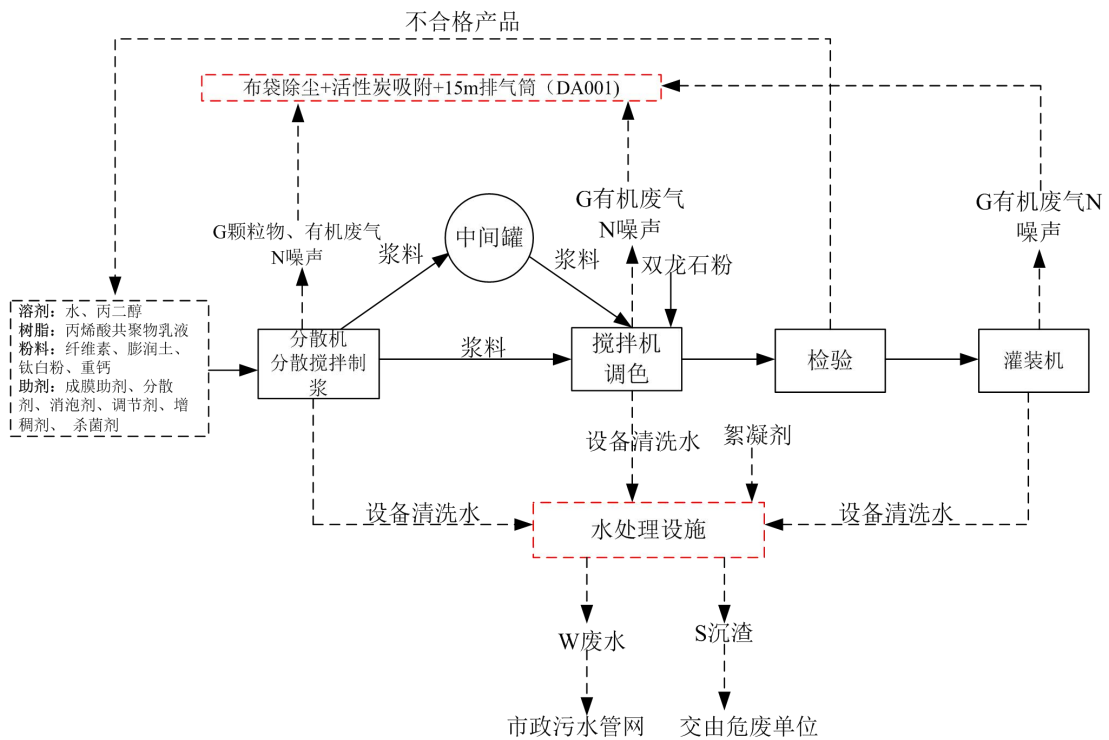 不合格产品
布袋除尘+活性炭吸附+15m排气筒（DA001)
G颗粒物、有机废气
N噪声
浆料
中间罐
浆料
G有机废气
N噪声
双龙石粉
G有机废气N
噪声
溶剂：水、丙二醇
树脂：丙烯酸共聚物乳液
粉料：纤维素、膨润土、
钛白粉、重钙
助剂：成膜助剂、分散
剂、消泡剂、调节剂、增
稠剂、 杀菌剂
分散机
分散搅拌制
浆
浆料
搅拌机
调色
检验
灌装机
设备清洗水
絮凝剂
设备清洗水
水处理设施
设备清洗水
W废水
S沉渣
市政污水管网
交由危废单位